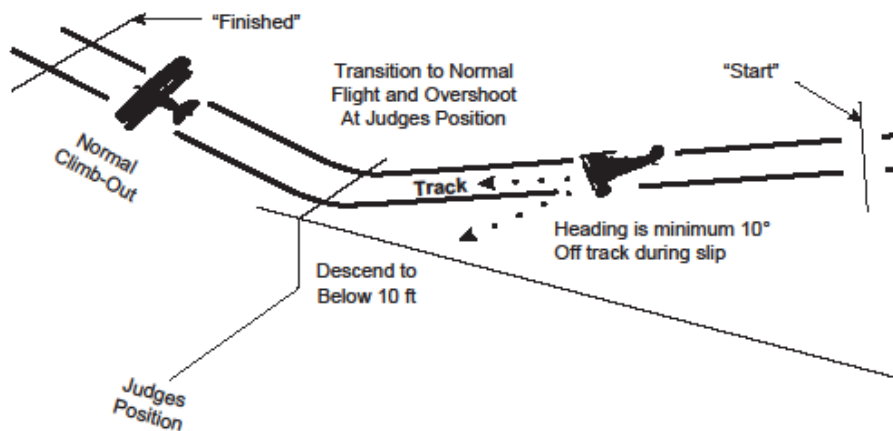 “Finished”
Transition to Normal
Flight and Overshoot
At Judges Position
“Start”
Normal
Climb-Out
Track
Heading is minimum 10°
Off track during slip
Descend to
Below 10 ft
Judges
Position